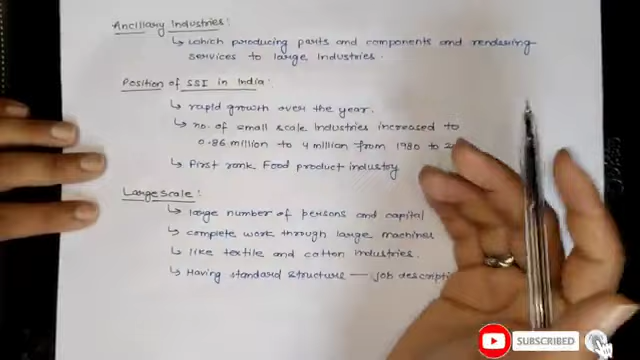 Ancillary Industries:
↳ which producing parts and components and rendering
services to large Industries.
Position of SSI in India:
↳ rapid growth over the year.
↳ no. of small scale Industries increased to
0.86 million to 4 million from 1980 to
↳ First rank Food product industry
Large scale:
↳ large number of persons and capital
↳ complete work through large machines
↳ like textile and cotton industries.
↳ Having standard structure — job
SUBSCRIBED